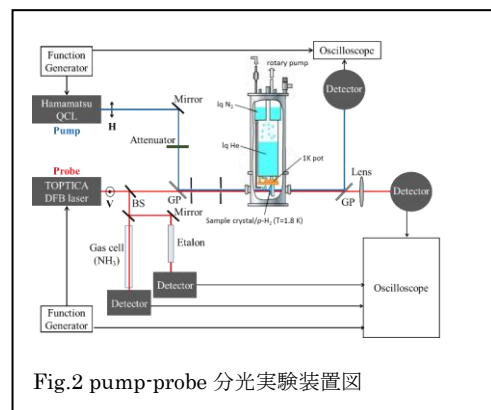 Function
Generator
Oscilloscope
rotary pump
Hamamatsu
QCL
Pump
H
Mirror
Attenuator
lq N₂
lq He
Detector
1K pot
Lens
Probe
TOPTICA
DFB laser
V
BS
GP
GP
Detector
Sample crystal/p-H₂ (T=1.8 K)
Mirror
Gas cell
(NH₃)
Etalon
Detector
Detector
Oscilloscope
Function
Generator
Fig.2 pump-probe 分光実験装置図